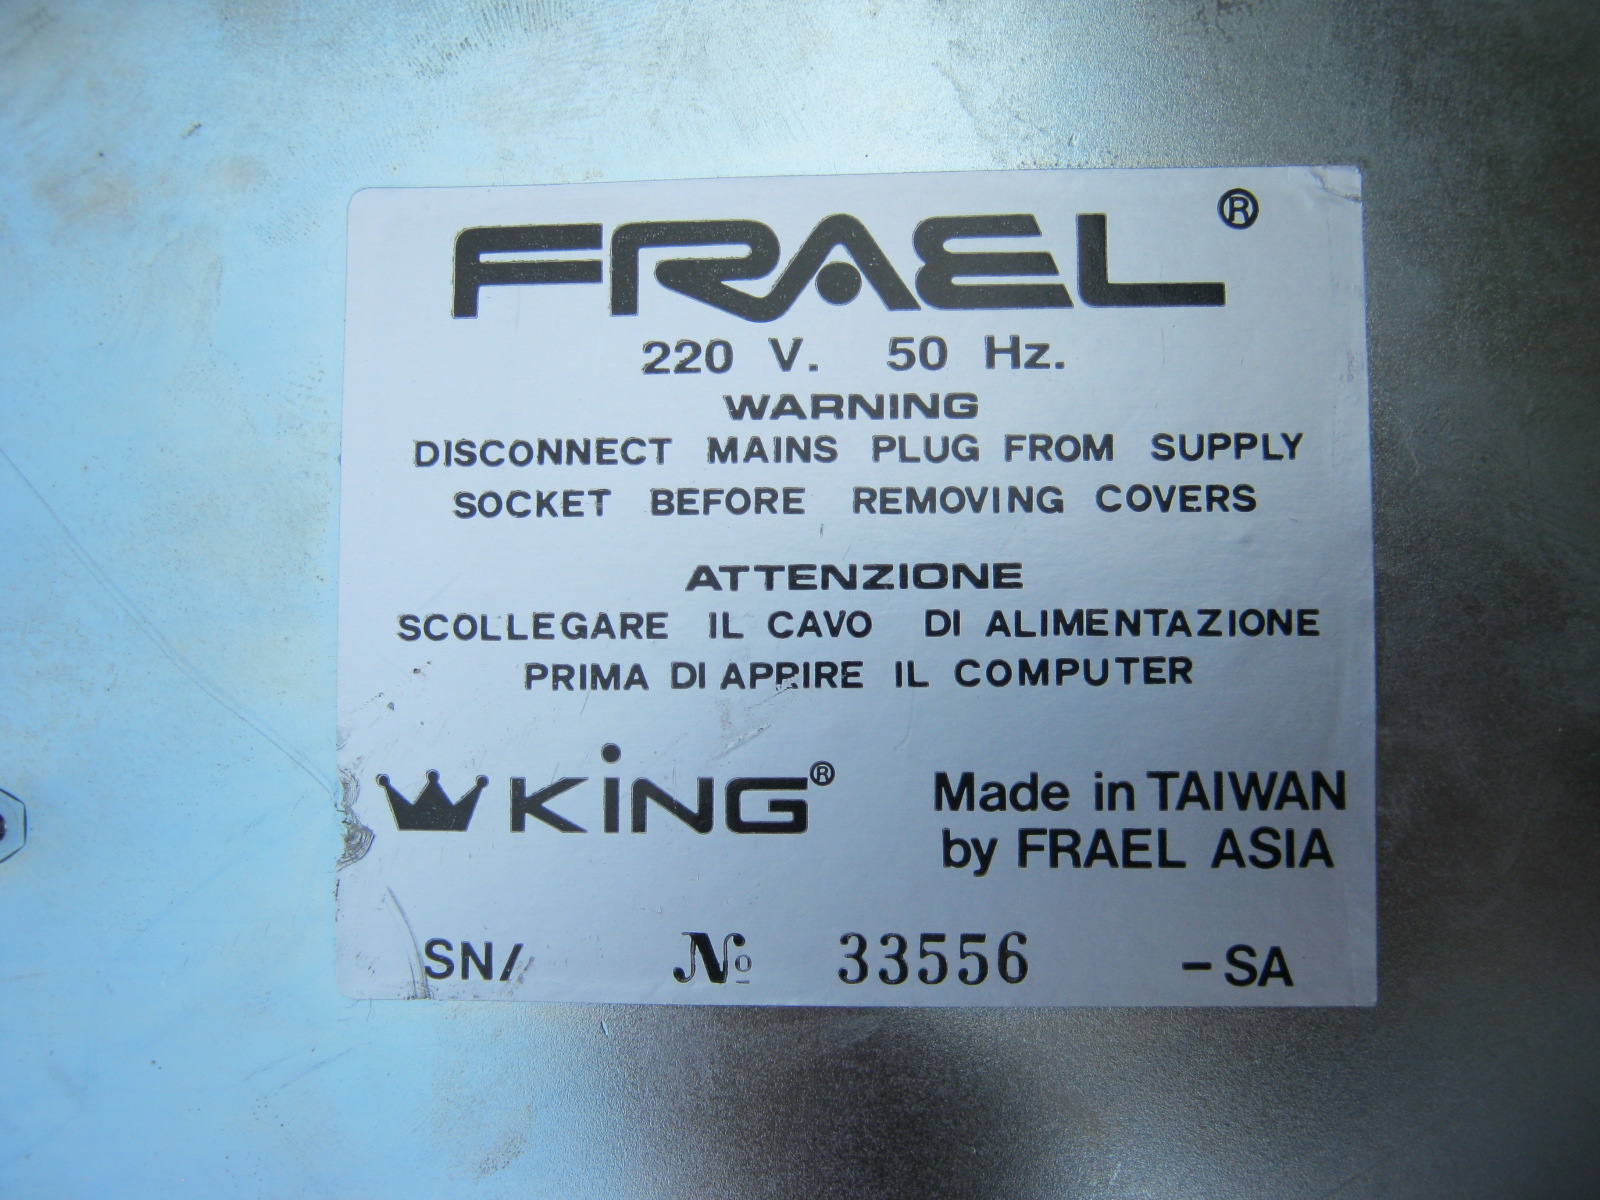 FRAEL®
220 V. 50 Hz.
WARNING
DISCONNECT MAINS PLUG FROM SUPPLY
SOCKET BEFORE REMOVING COVERS
ATTENZIONE
SCOLLEGARE IL CAVO DI ALIMENTAZIONE
PRIMA DI APRIRE IL COMPUTER
KING®
Made in TAIWAN
by FRAEL ASIA
SN/ № 33556 -SA